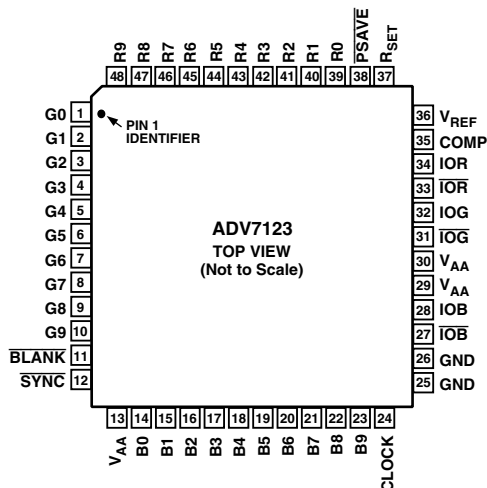 R9 R8 R7 R6 R5 R4 R3 R2 R1 R0 PSAVE RSET
48 47 46 45 44 43 42 41 40 39 38 37
G0 1
G1 2
G2 3
G3 4
G4 5
G5 6
G6 7
G7 8
G8 9
G9 10
BLANK 11
SYNC 12
PIN 1
IDENTIFIER
ADV7123
TOP VIEW
(Not to Scale)
36 VREF
35 COMP
34 IOR
33 IOR
32 IOG
31 IOG
30 VAA
29 VAA
28 IOB
27 IOB
26 GND
25 GND
13 14 15 16 17 18 19 20 21 22 23 24
VAA B0 B1 B2 B3 B4 B5 B6 B7 B8 B9 CLOCK